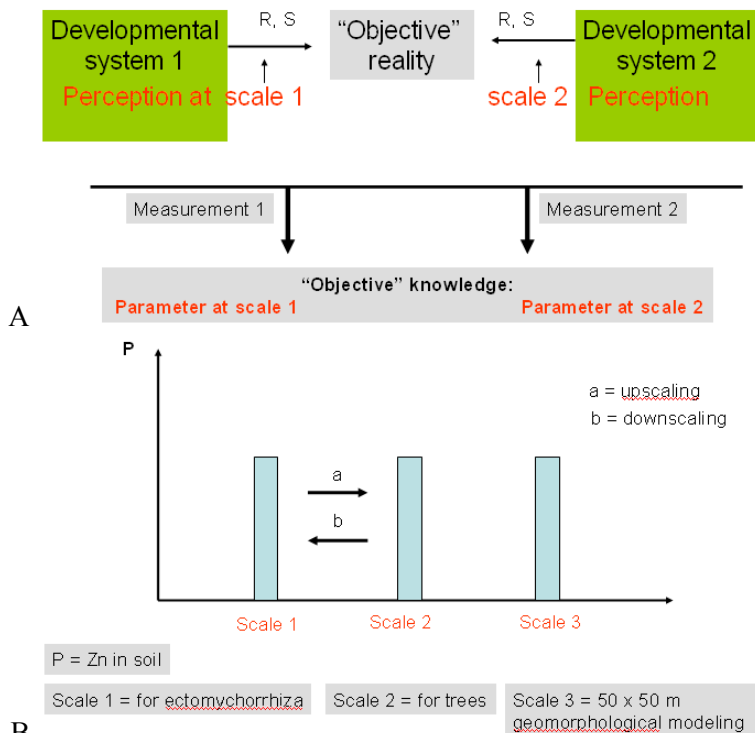 R, S
R, S
Developmental
system 1
Perception at scale 1
"Objective"
reality
Developmental
system 2
scale 2 Perception
Measurement 1
Measurement 2
"Objective" knowledge:
Parameter at scale 1
Parameter at scale 2
A
P
a = upscaling
b = downscaling
a
b
Scale 1
Scale 2
Scale 3
P = Zn in soil
Scale 1 = for ectomychorrhiza
Scale 2 = for trees
Scale 3 = 50 x 50 m
geomorphological modeling
B